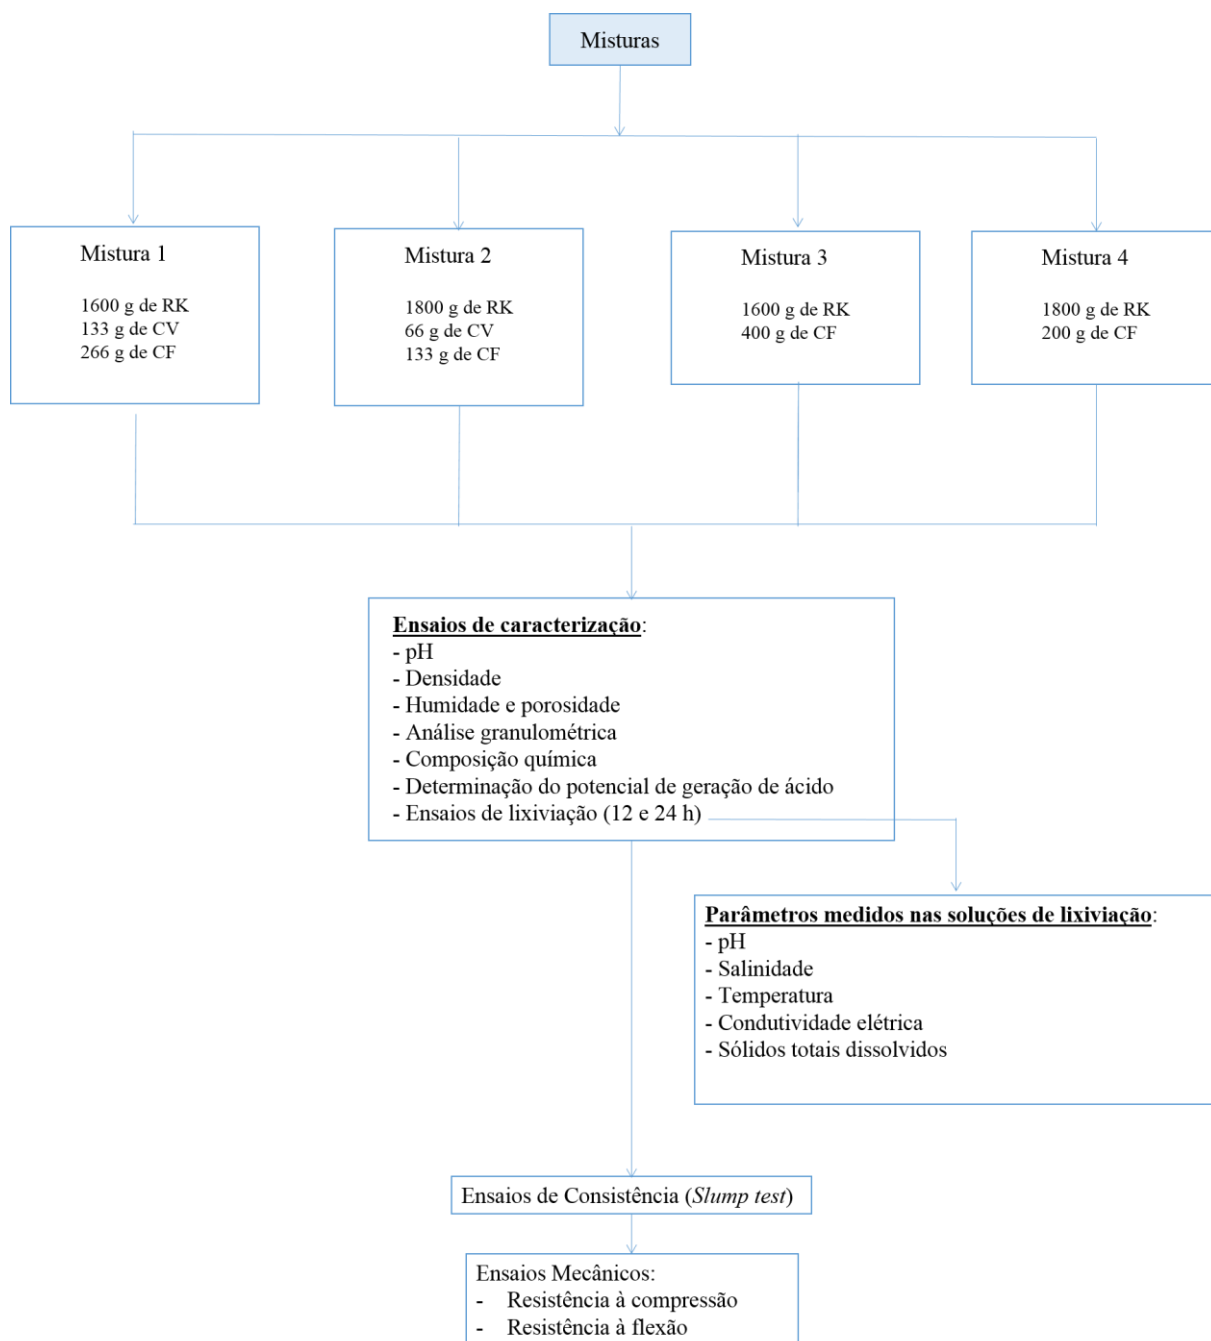 Misturas
Mistura 1
1600 g de RK
133 g de CV
266 g de CF
Mistura 2
1800 g de RK
66 g de CV
133 g de CF
Mistura 3
1600 g de RK
400 g de CF
Mistura 4
1800 g de RK
200 g de CF
Ensaios de caracterização:
- pH
- Densidade
- Humidade e porosidade
- Análise granulométrica
- Composição química
- Determinação do potencial de geração de ácido
- Ensaios de lixiviação (12 e 24 h)
Parâmetros medidos nas soluções de lixiviação:
- pH
- Salinidade
- Temperatura
- Condutividade elétrica
- Sólidos totais dissolvidos
Ensaios de Consistência (Slump test)
Ensaios Mecânicos:
- Resistência à compressão
- Resistência à flexão